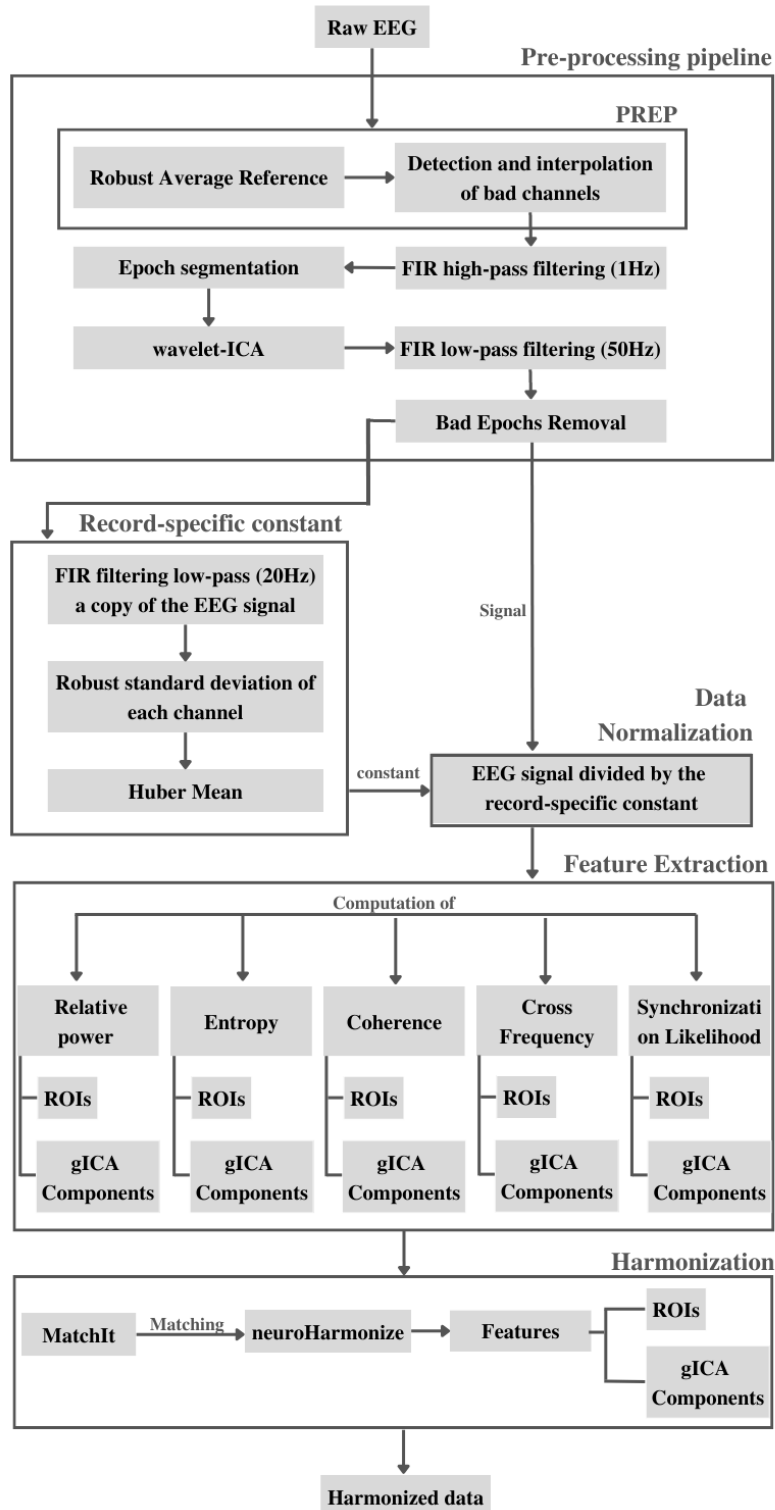 Raw EEG
Pre-processing pipeline
PREP
Robust Average Reference
Detection and interpolation
of bad channels
Epoch segmentation
FIR high-pass filtering (1Hz)
wavelet-ICA
FIR low-pass filtering (50Hz)
Bad Epochs Removal
Record-specific constant
FIR filtering low-pass (20Hz)
a copy of the EEG signal
Robust standard deviation of
each channel
Huber Mean
Signal
constant
Data
Normalization
EEG signal divided by the
record-specific constant
Feature Extraction
Computation of
Relative
power
Entropy
Coherence
Cross
Frequency
Synchronizati
on Likelihood
ROIs
ROIs
ROIs
ROIs
ROIs
gICA
Components
gICA
Components
gICA
Components
gICA
Components
gICA
Components
Harmonization
MatchIt
Matching
neuroHarmonize
Features
ROIs
gICA
Components
Harmonized data